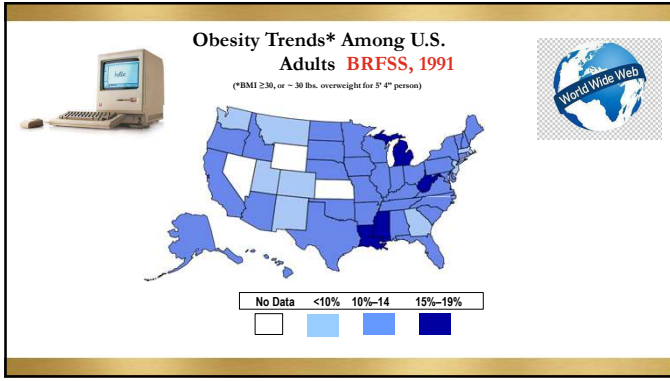 Obesity Trends* Among U.S.
Adults BRFSS, 1991
(*BMI ≥30, or ~ 30 lbs. overweight for 5' 4” person)
hello
World Wide Web
No Data <10% 10%–14 15%–19%